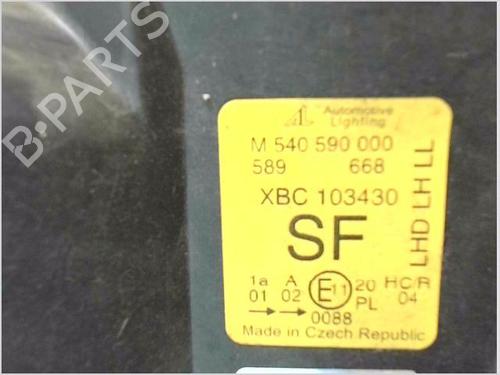 AL Automotive
Lighting
M 540 590 000
589 668
XBC 103430
SF
LHD LH LL
1a A E11 20 HC/R
01 02 PL 04
0088
Made in Czech Republic
B-PARTS